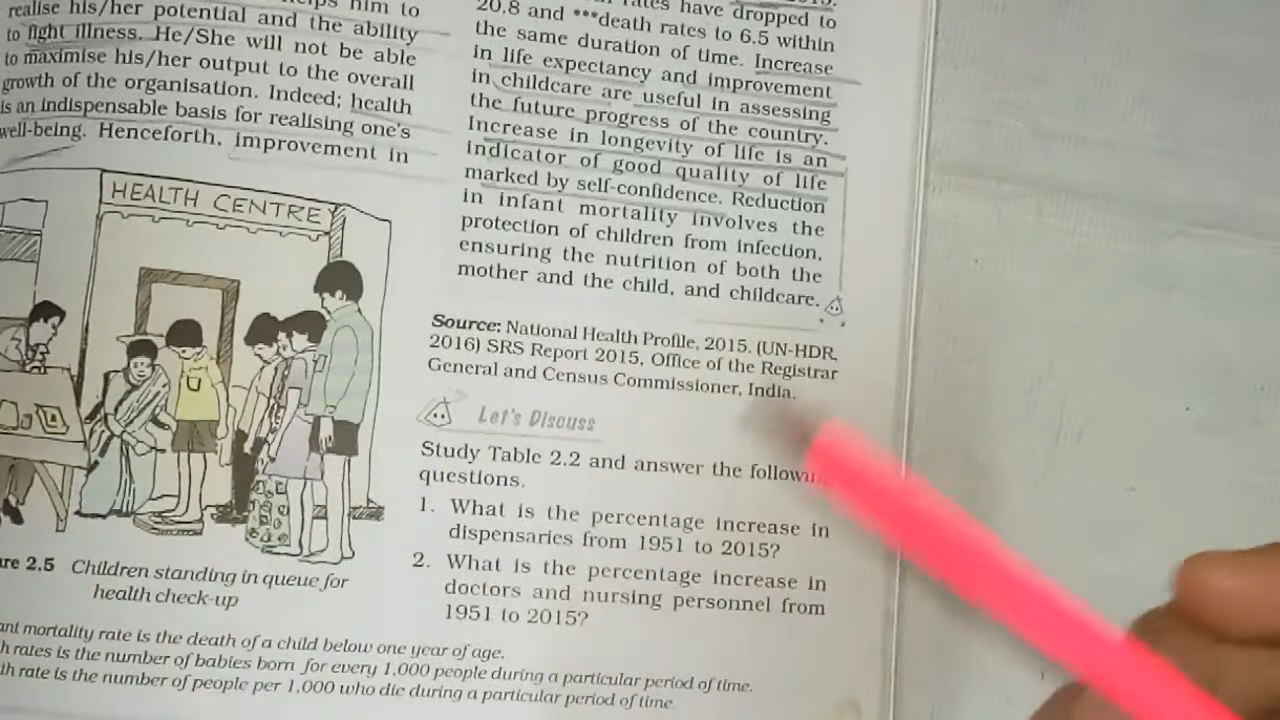 him to
realise his/her potential and the ability
to fight illness. He/She will not be able
to maximise his/her output to the overall
growth of the organisation. Indeed; health
is an indispensable basis for realising one's
well-being. Henceforth, improvement in
HEALTH CENTRE
2.5 Children standing in queue for
health check-up
rates have dropped to
20.8 and ***death rates to 6.5 within
the same duration of time. Increase
in life expectancy and improvement
in childcare are useful in assessing
the future progress of the country.
Increase in longevity of life is an
indicator of good quality of life
marked by self-confidence. Reduction
in infant mortality involves the
protection of children from infection,
ensuring the nutrition of both the
mother and the child, and childcare.
Source: National Health Profile, 2015, (UN-HDR,
2016) SRS Report 2015, Office of the Registrar
General and Census Commissioner, India.
Let's Discuss
Study Table 2.2 and answer the
questions.
1. What is the percentage increase in
dispensaries from 1951 to 2015?
2. What is the percentage increase in
doctors and nursing personnel from
1951 to 2015?
mortality rate is the death of a child below one year of age.
rates is the number of babies born for every 1,000 people during a particular period of time.
rate is the number of people per 1,000 who die during a particular period of time.